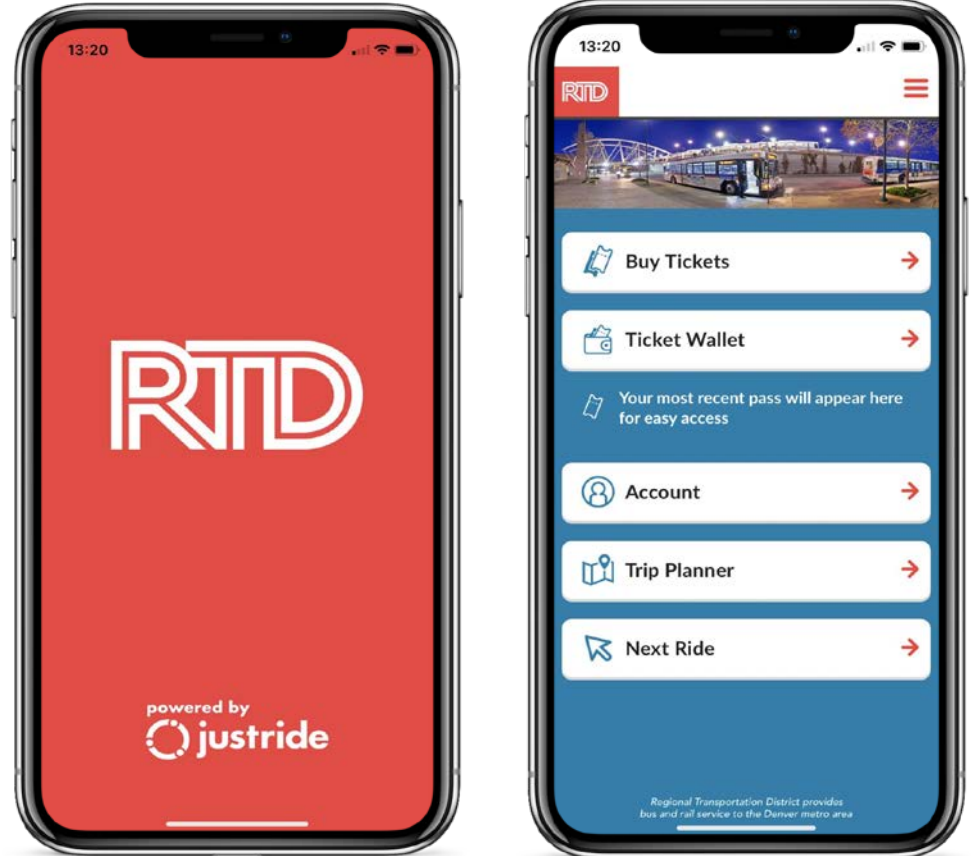 13:20
RTD
powered by
justride
13:20
RTD
Buy Tickets
Ticket Wallet
Your most recent pass will appear here
for easy access
Account
Trip Planner
Next Ride
Regional Transportation District provides
bus and rail service to the Denver metro area